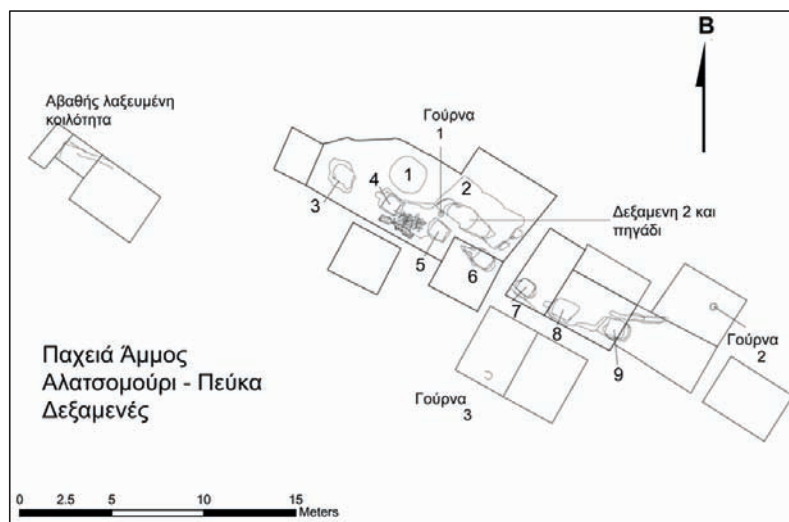 B
Αβαθής λαξευμένη
κοιλότητα
Γούρνα
1
1
2
3
4
5
6
7
8
9
Δεξαμενη 2 και
πηγάδι
Γούρνα
2
Γούρνα
3
Παχειά Άμμος
Αλατσομούρι - Πεύκα
Δεξαμενές
0 2.5 5 10 15
Meters